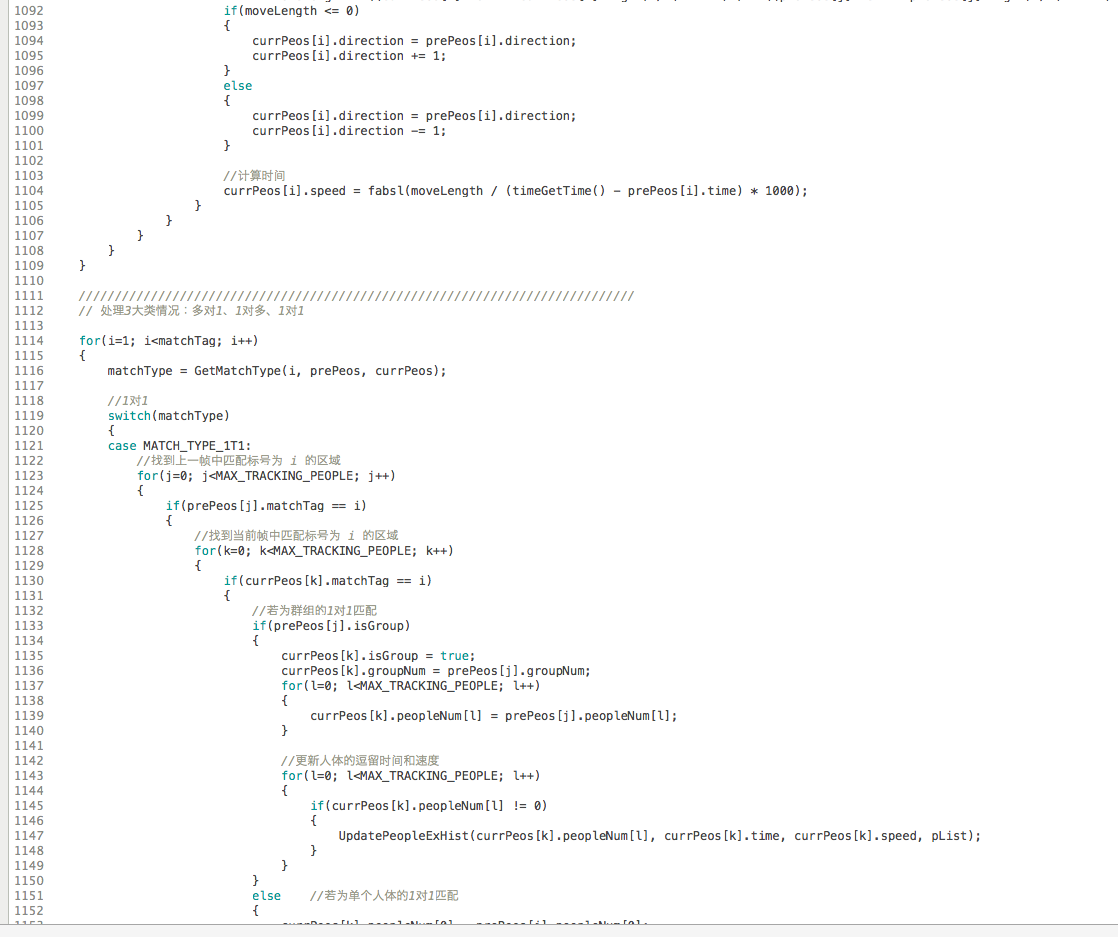 1092 if(moveLength <= 0)
1093 {
1094 currPeos[i].direction = prePeos[i].direction;
1095 currPeos[i].direction += 1;
1096 }
1097 else
1098 {
1099 currPeos[i].direction = prePeos[i].direction;
1100 currPeos[i].direction -= 1;
1101 }
1102
1103 //计算时间
1104 currPeos[i].speed = fabsl(moveLength / (timeGetTime() - prePeos[i].time) * 1000);
1105 }
1106 }
1107 }
1108 }
1109 }
1110
1111 /////////////////////////////////////////////////////////////////////////////
1112 // 处理3大类情况：多对1、1对多、1对1
1113
1114 for(i=1; i<matchTag; i++)
1115 {
1116 matchType = GetMatchType(i, prePeos, currPeos);
1117
1118 //1对1
1119 switch(matchType)
1120 {
1121 case MATCH_TYPE_1T1:
1122 //找到上一帧中匹配标号为 i 的区域
1123 for(j=0; j<MAX_TRACKING_PEOPLE; j++)
1124 {
1125 if(prePeos[j].matchTag == i)
1126 {
1127 //找到当前帧中匹配标号为 i 的区域
1128 for(k=0; k<MAX_TRACKING_PEOPLE; k++)
1129 {
1130 if(currPeos[k].matchTag == i)
1131 {
1132 //若为群组的1对1匹配
1133 if(prePeos[j].isGroup)
1134 {
1135 currPeos[k].isGroup = true;
1136 currPeos[k].groupNum = prePeos[j].groupNum;
1137 for(l=0; l<MAX_TRACKING_PEOPLE; l++)
1138 {
1139 currPeos[k].peopleNum[l] = prePeos[j].peopleNum[l];
1140 }
1141
1142 //更新人体的逗留时间和速度
1143 for(l=0; l<MAX_TRACKING_PEOPLE; l++)
1144 {
1145 if(currPeos[k].peopleNum[l] != 0)
1146 {
1147 UpdatePeopleExHist(currPeos[k].peopleNum[l], currPeos[k].time, currPeos[k].speed, pList);
1148 }
1149 }
1150 }
1151 else //若为单个人体的1对1匹配
1152 {